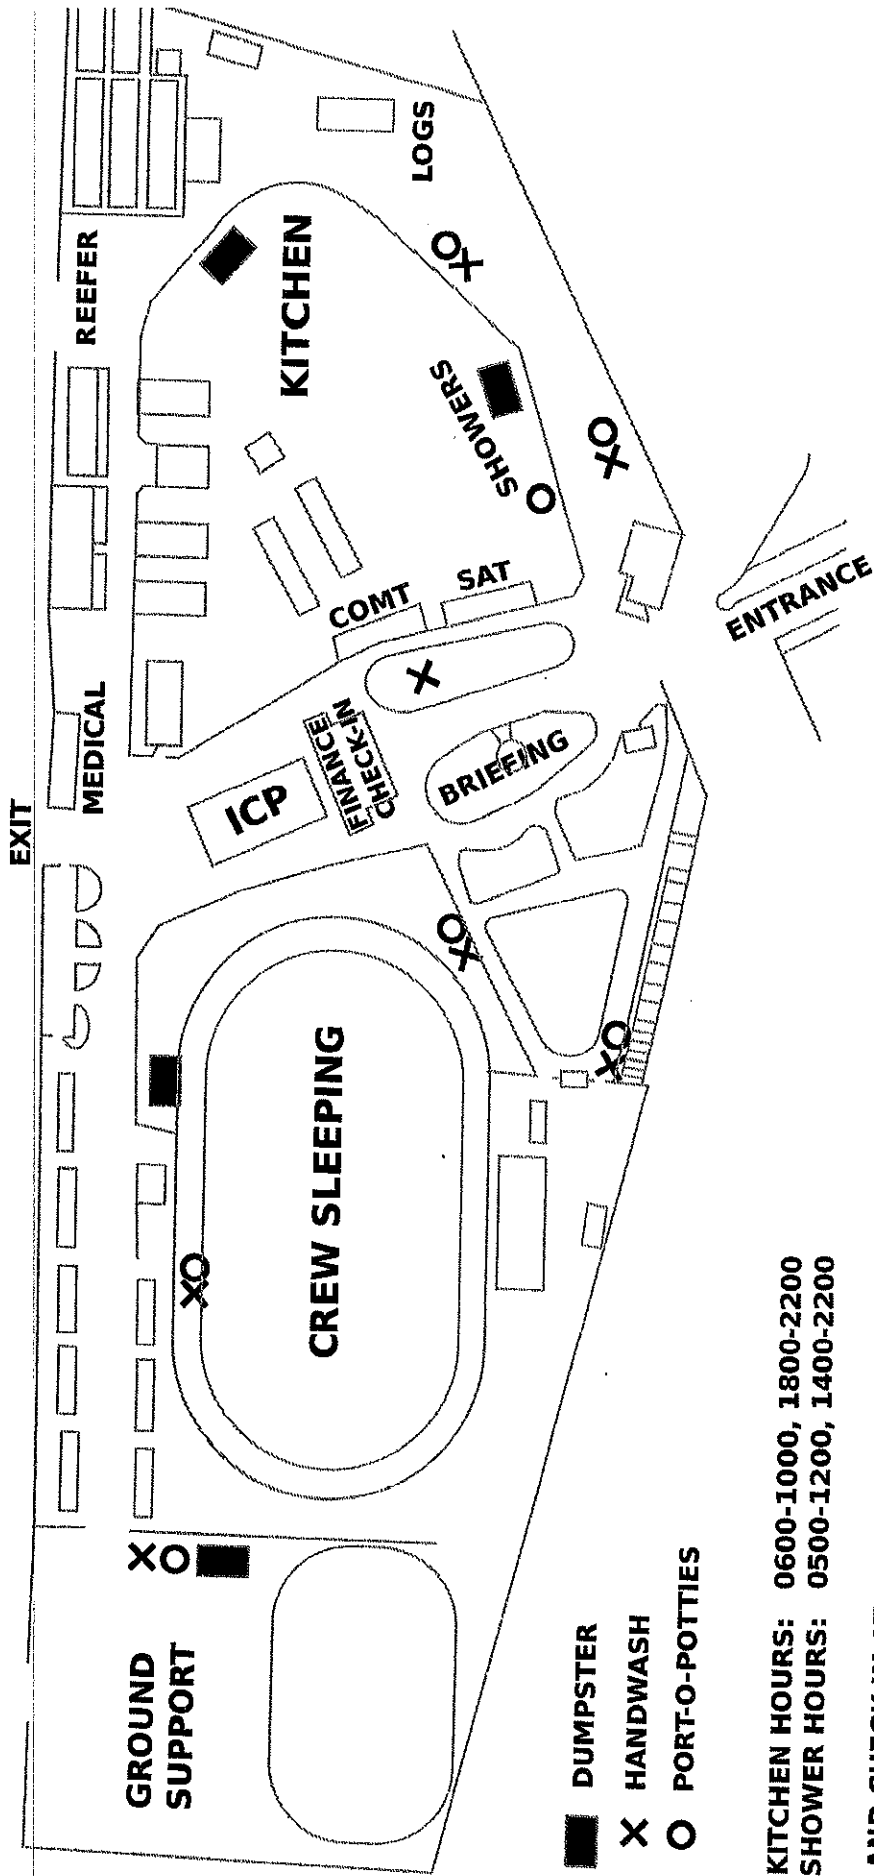 EXIT
REEFER
MEDICAL
LOGS
KITCHEN
SHOWERS
COMT
SAT
ENTRANCE
FINANCE
CHECK-IN
ICP
BRIEFING
CREW SLEEPING
GROUND
SUPPORT
DUMPSTER
X HANDWASH
O PORT-O-POTTIES
KITCHEN HOURS: 0600-1000, 1800-2200
SHOWER HOURS: 0500-1200, 1400-2200